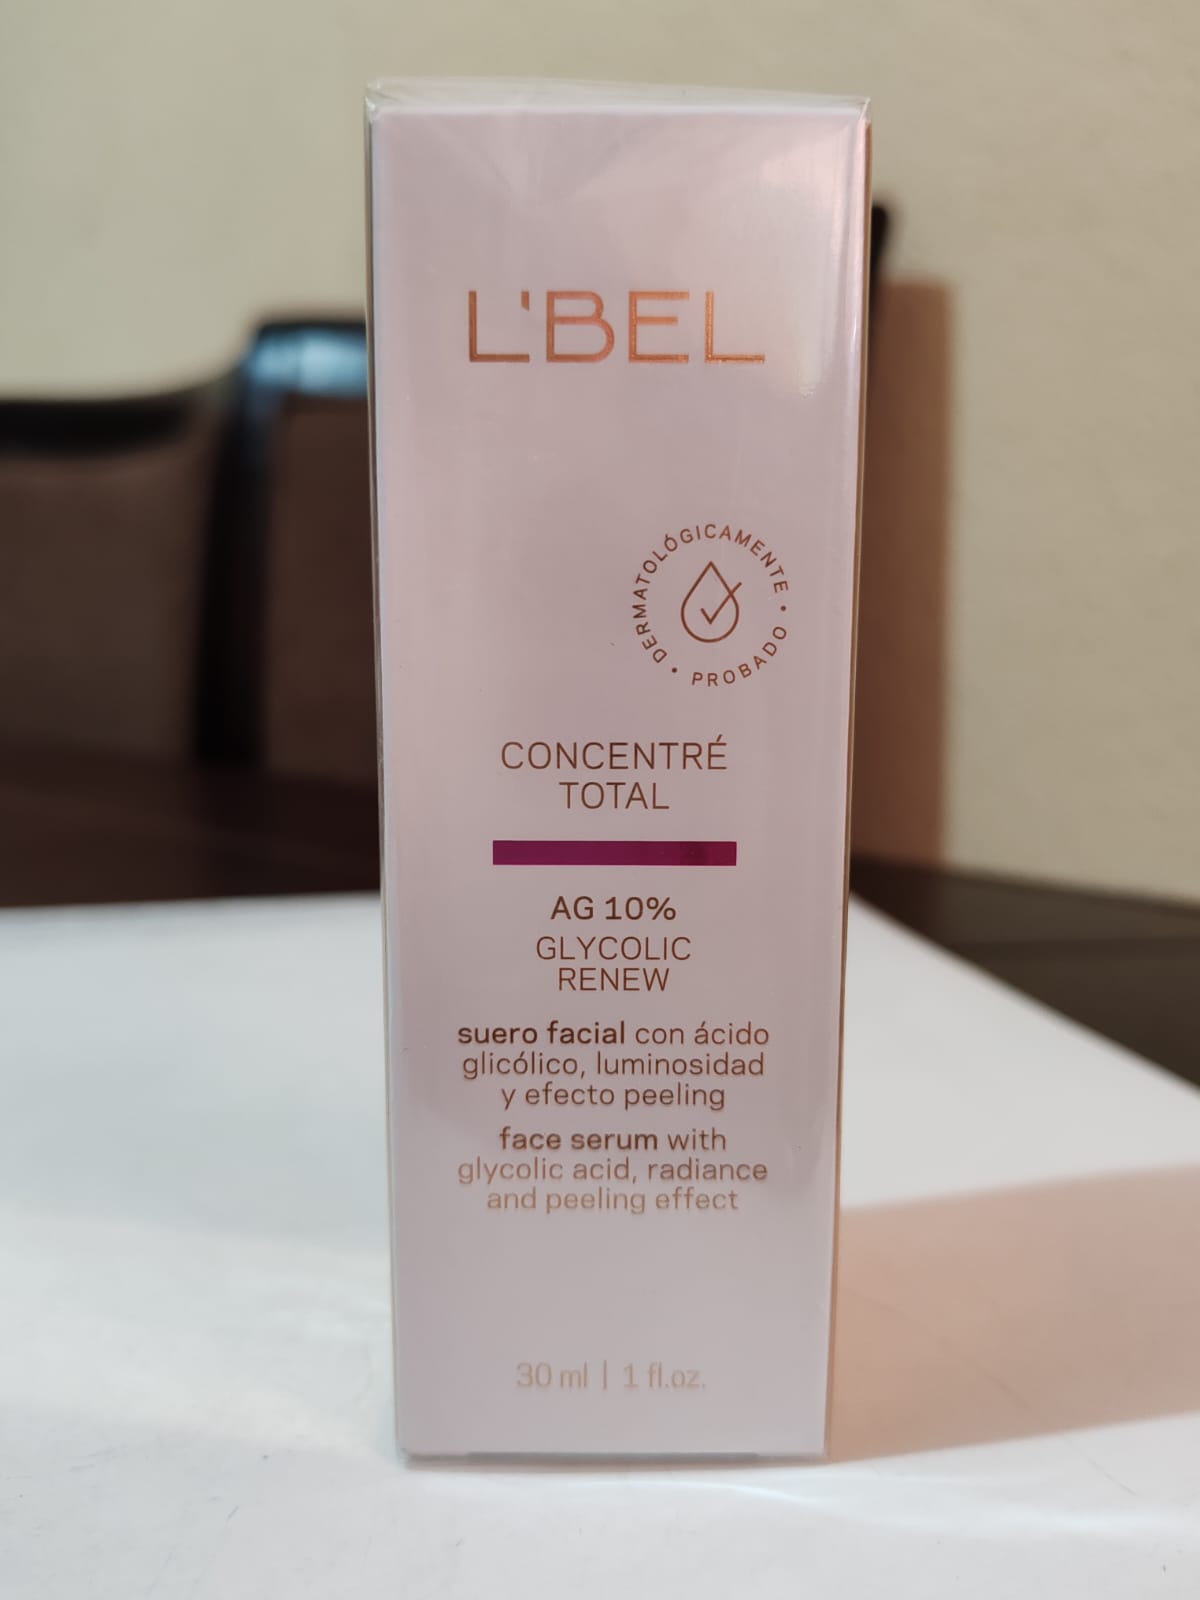 L'BEL
DERMATOLÓGICAMENTE • PROBADO •
CONCENTRÉ
TOTAL
AG 10%
GLYCOLIC
RENEW
suero facial con ácido
glicólico, luminosidad
y efecto peeling
face serum with
glycolic acid, radiance
and peeling effect
30 ml | 1 fl.oz.